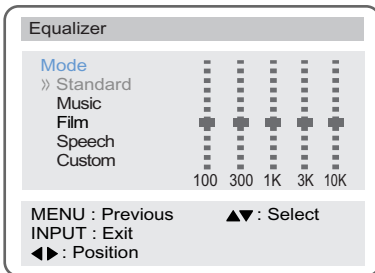 Equalizer
Mode
» Standard
Music
Film
Speech
Custom
100 300 1K 3K 10K
MENU : Previous ▲▼ : Select
INPUT : Exit
◀▶ : Position